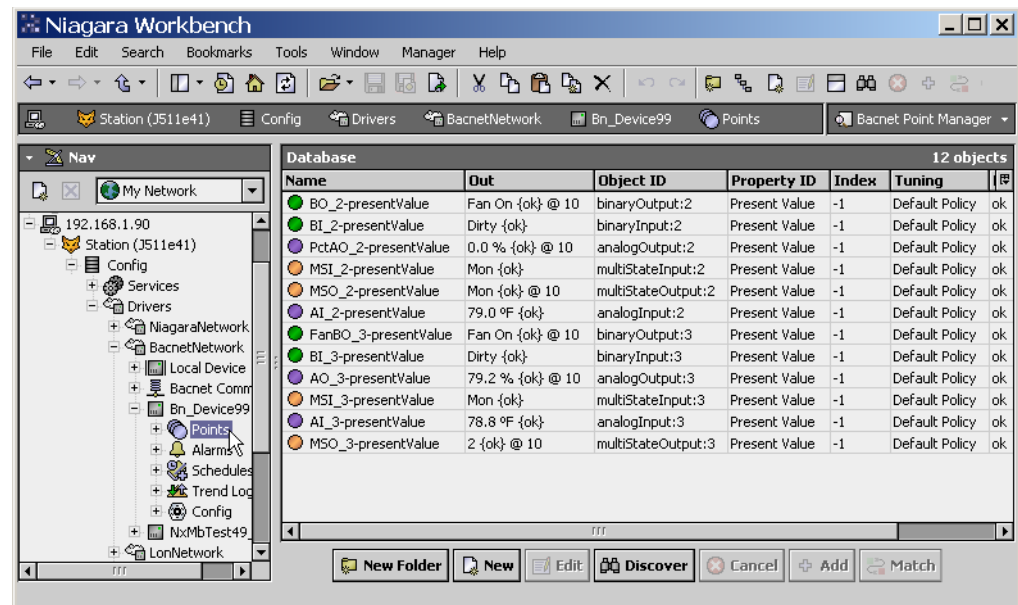 Niagara Workbench
File Edit Search Bookmarks Tools Window Manager Help
Station (J511e41) Config Drivers BacnetNetwork Bn_Device99 Points Bacnet Point Manager
Nav
My Network
192.168.1.90
Station (J511e41)
Config
Services
Drivers
NiagaraNetwork
BacnetNetwork
Local Device
Bacnet Comm
Bn_Device99
Points
Alarms
Schedules
Trend Log
Config
NxMbTest49_
LonNetwork
Database 12 objects
Name Out Object ID Property ID Index Tuning
BO_2-presentValue Fan On {ok} @ 10 binaryOutput:2 Present Value -1 Default Policy ok
BI_2-presentValue Dirty {ok} binaryInput:2 Present Value -1 Default Policy ok
PctAO_2-presentValue 0.0 % {ok} @ 10 analogOutput:2 Present Value -1 Default Policy ok
MSI_2-presentValue Mon {ok} multiStateInput:2 Present Value -1 Default Policy ok
MSO_2-presentValue Mon {ok} @ 10 multiStateOutput:2 Present Value -1 Default Policy ok
AI_2-presentValue 79.0 ºF {ok} analogInput:2 Present Value -1 Default Policy ok
FanBO_3-presentValue Fan On {ok} @ 10 binaryOutput:3 Present Value -1 Default Policy ok
BI_3-presentValue Dirty {ok} binaryInput:3 Present Value -1 Default Policy ok
AO_3-presentValue 79.2 % {ok} @ 10 analogOutput:3 Present Value -1 Default Policy ok
MSI_3-presentValue Mon {ok} multiStateInput:3 Present Value -1 Default Policy ok
AI_3-presentValue 78.8 ºF {ok} analogInput:3 Present Value -1 Default Policy ok
MSO_3-presentValue 2 {ok} @ 10 multiStateOutput:3 Present Value -1 Default Policy ok
New Folder New Edit Discover Cancel Add Match